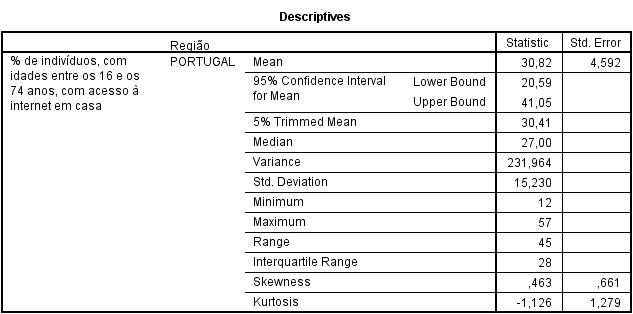 Descriptives
Região Statistic Std. Error
% de indivíduos, com idades entre os 16 e os 74 anos, com acesso à internet em casa PORTUGAL Mean 30,82 4,592
95% Confidence Interval for Mean Lower Bound 20,59
Upper Bound 41,05
5% Trimmed Mean 30,41
Median 27,00
Variance 231,964
Std. Deviation 15,230
Minimum 12
Maximum 57
Range 45
Interquartile Range 28
Skewness ,463 ,661
Kurtosis -1,126 1,279